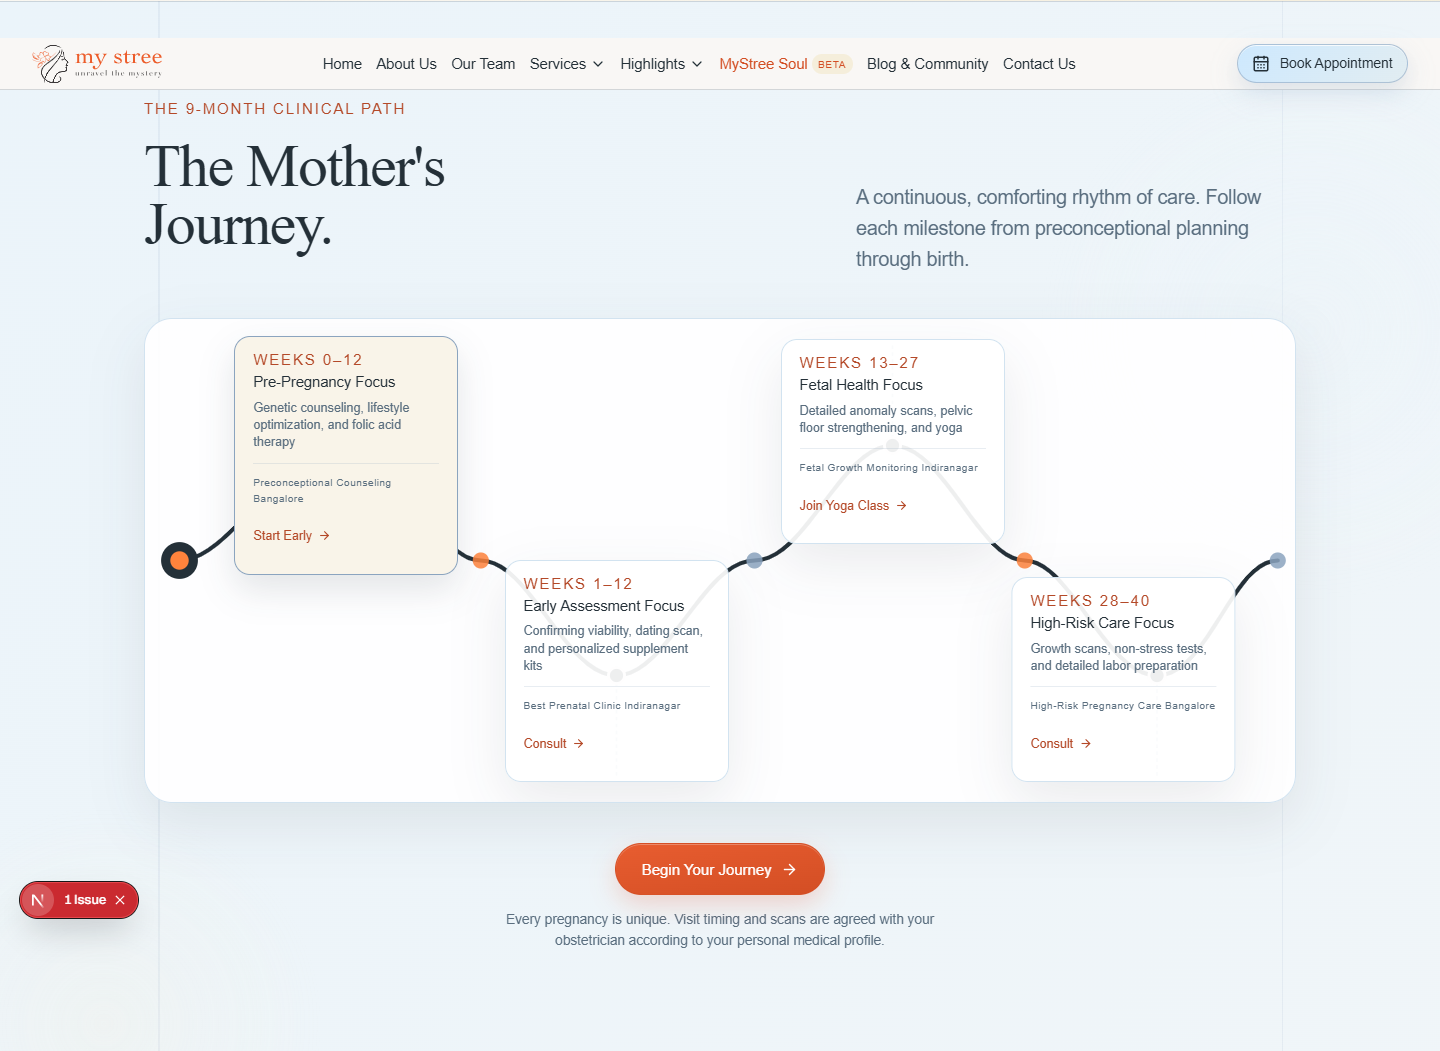 my stree
unravel the mystery
Home
About Us
Our Team
Services
Highlights
MyStree Soul BETA
Blog & Community
Contact Us
Book Appointment
THE 9-MONTH CLINICAL PATH
The Mother's
Journey.
A continuous, comforting rhythm of care. Follow
each milestone from preconceptional planning
through birth.
WEEKS 0–12
Pre-Pregnancy Focus
Genetic counseling, lifestyle
optimization, and folic acid
therapy
Preconceptional Counseling
Bangalore
Start Early
WEEKS 1–12
Early Assessment Focus
Confirming viability, dating scan,
and personalized supplement
kits
Best Prenatal Clinic Indiranagar
Consult
WEEKS 13–27
Fetal Health Focus
Detailed anomaly scans, pelvic
floor strengthening, and yoga
Fetal Growth Monitoring Indiranagar
Join Yoga Class
WEEKS 28–40
High-Risk Care Focus
Growth scans, non-stress tests,
and detailed labor preparation
High-Risk Pregnancy Care Bangalore
Consult
Begin Your Journey
Every pregnancy is unique. Visit timing and scans are agreed with your
obstetrician according to your personal medical profile.
N 1 Issue